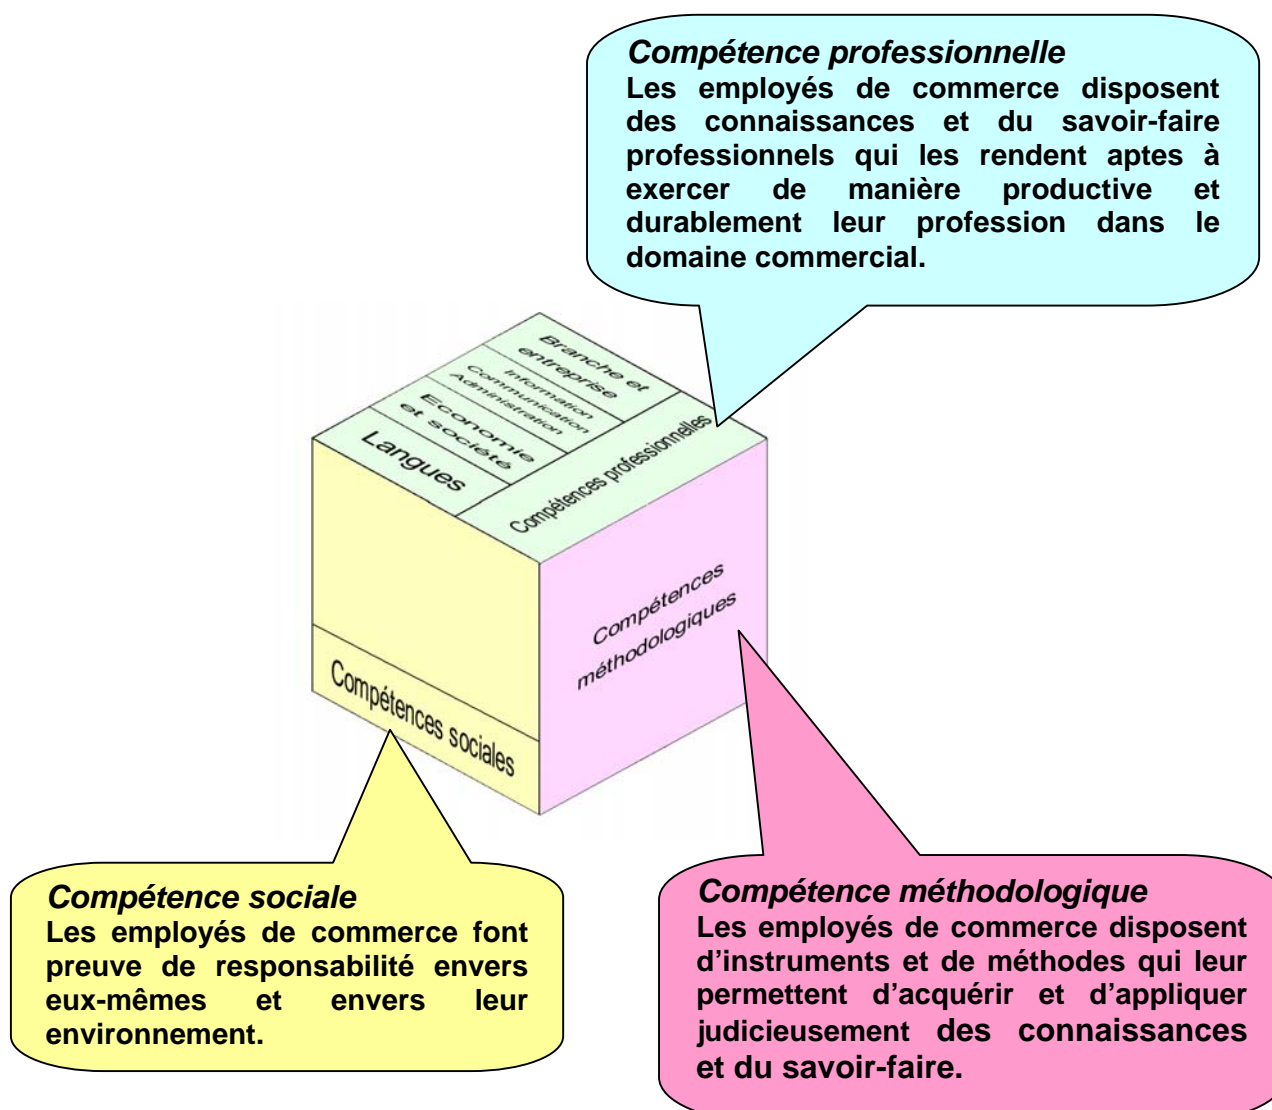 Compétence professionnelle
Les employés de commerce disposent
des connaissances et du savoir-faire
professionnels qui les rendent aptes à
exercer de manière productive et
durablement leur profession dans le
domaine commercial.
Branche et
entreprise
Information
Communication
Administration
Economie
et société
Langues
Compétences professionnelles
Compétences
méthodologiques
Compétences sociales
Compétence sociale
Les employés de commerce font
preuve de responsabilité envers
eux-mêmes et envers leur
environnement.
Compétence méthodologique
Les employés de commerce disposent
d’instruments et de méthodes qui leur
permettent d’acquérir et d’appliquer
judicieusement des connaissances
et du savoir-faire.